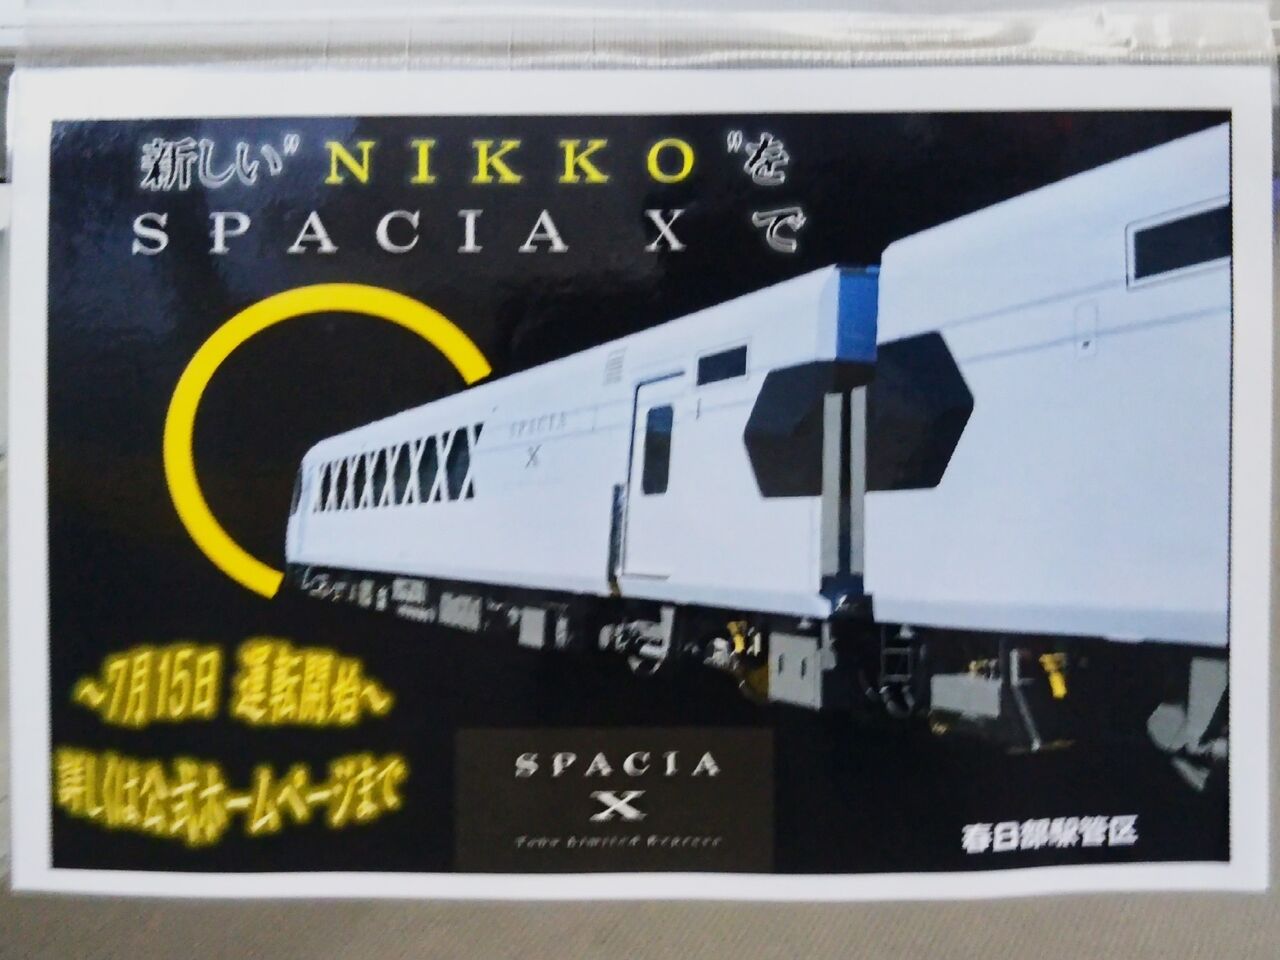 新しい"NIKKO"を
SPACIA Xで
SPACIA
X
~7月15日 運転開始~
詳しくは公式ホームページまで
SPACIA
X
Tobu Limited Express
春日部駅管区